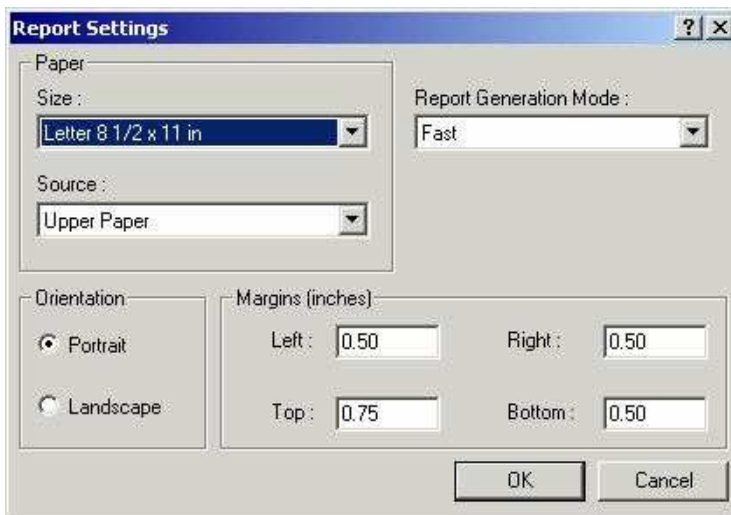 Report Settings
Paper
Size :
Letter 8 1/2 x 11 in
Source :
Upper Paper
Report Generation Mode :
Fast
Orientation
Portrait
Landscape
Margins (inches)
Left : 0.50 Right : 0.50
Top : 0.75 Bottom : 0.50
OK Cancel